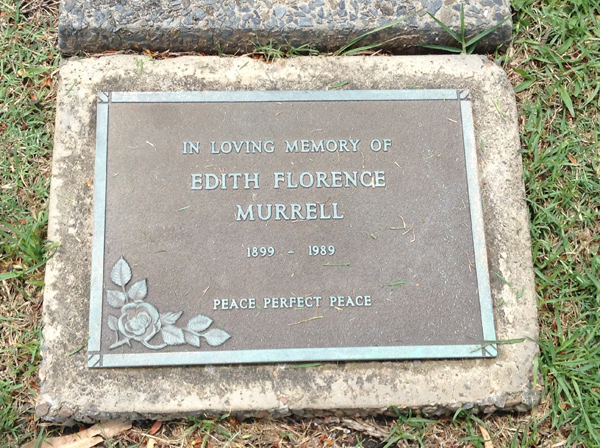 IN LOVING MEMORY OF
EDITH FLORENCE
MURRELL
1899 - 1989
PEACE PERFECT PEACE